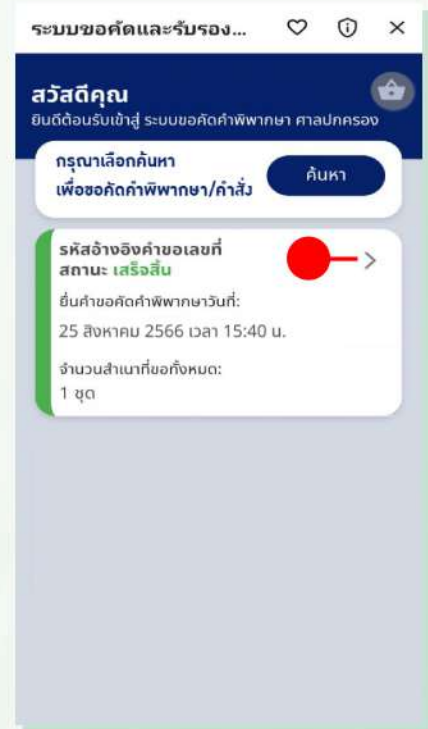 ระบบขอคัดและรับรอง...
สวัสดีคุณ
ยินดีต้อนรับเข้าสู่ ระบบขอคัดคำพิพากษา ศาลปกครอง
กรุณาเลือกค้นหา
เพื่อขอคัดคำพิพากษา/คำสั่ง
ค้นหา
รหัสอ้างอิงคำขอเลขที่
สถานะ เสร็จสิ้น
ยื่นคำขอคัดคำพิพากษาวันที่:
25 สิงหาคม 2566 เวลา 15:40 น.
จำนวนสำเนาที่ขอทั้งหมด:
1 ชุด